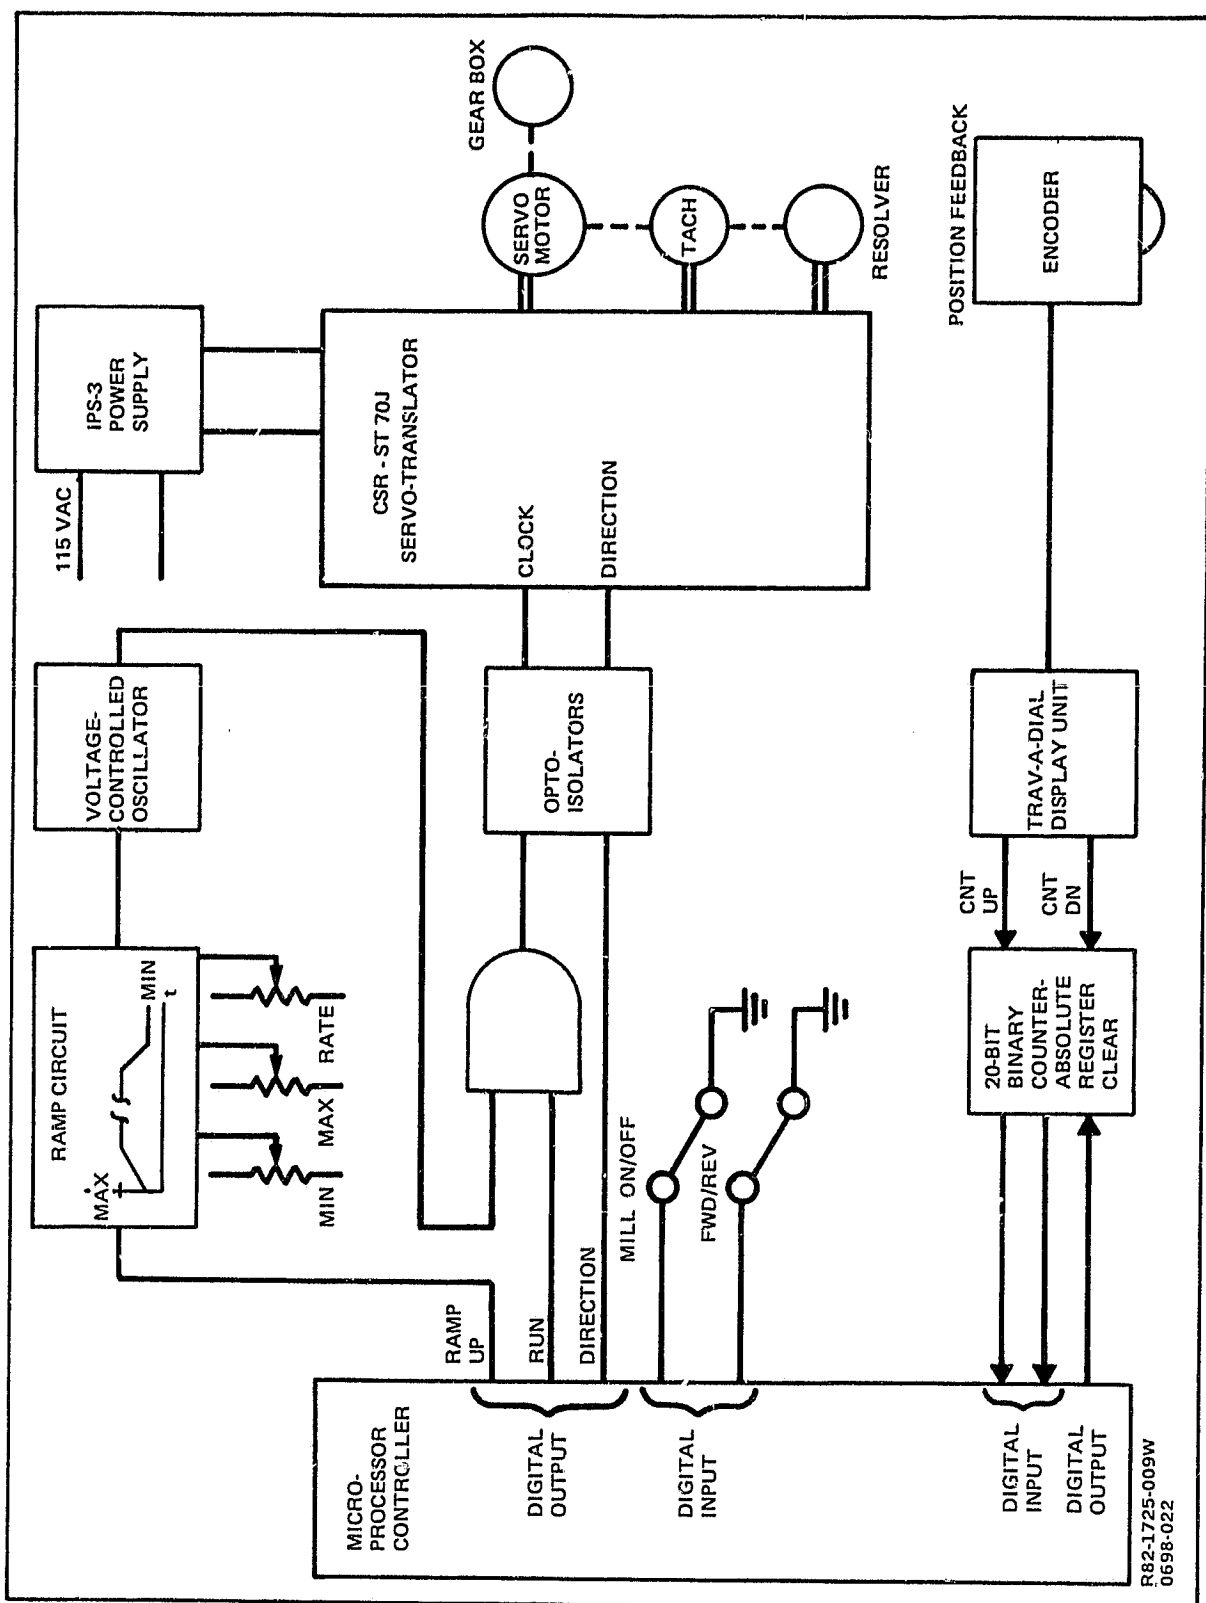 115 VAC
IPS-3
POWER
SUPPLY
GEAR BOX
SERVO
MOTOR
TACH
RESOLVER
CSR - ST 70J
SERVO-TRANSLATOR
CLOCK
DIRECTION
VOLTAGE-
CONTROLLED
OSCILLATOR
RAMP CIRCUIT
MAX
MIN
t
MIN
MAX
RATE
OPTO-
ISOLATORS
RAMP
UP
RUN
DIRECTION
MILL ON/OFF
FWD/REV
MICRO-
PROCESSOR
CONTROLLER
DIGITAL
OUTPUT
DIGITAL
INPUT
DIGITAL
INPUT
DIGITAL
OUTPUT
20-BIT
BINARY
COUNTER-
ABSOLUTE
REGISTER
CLEAR
CNT
UP
CNT
DN
TRAV-A-DIAL
DISPLAY UNIT
POSITION FEEDBACK
ENCODER
R82-1725-009W
0698-022